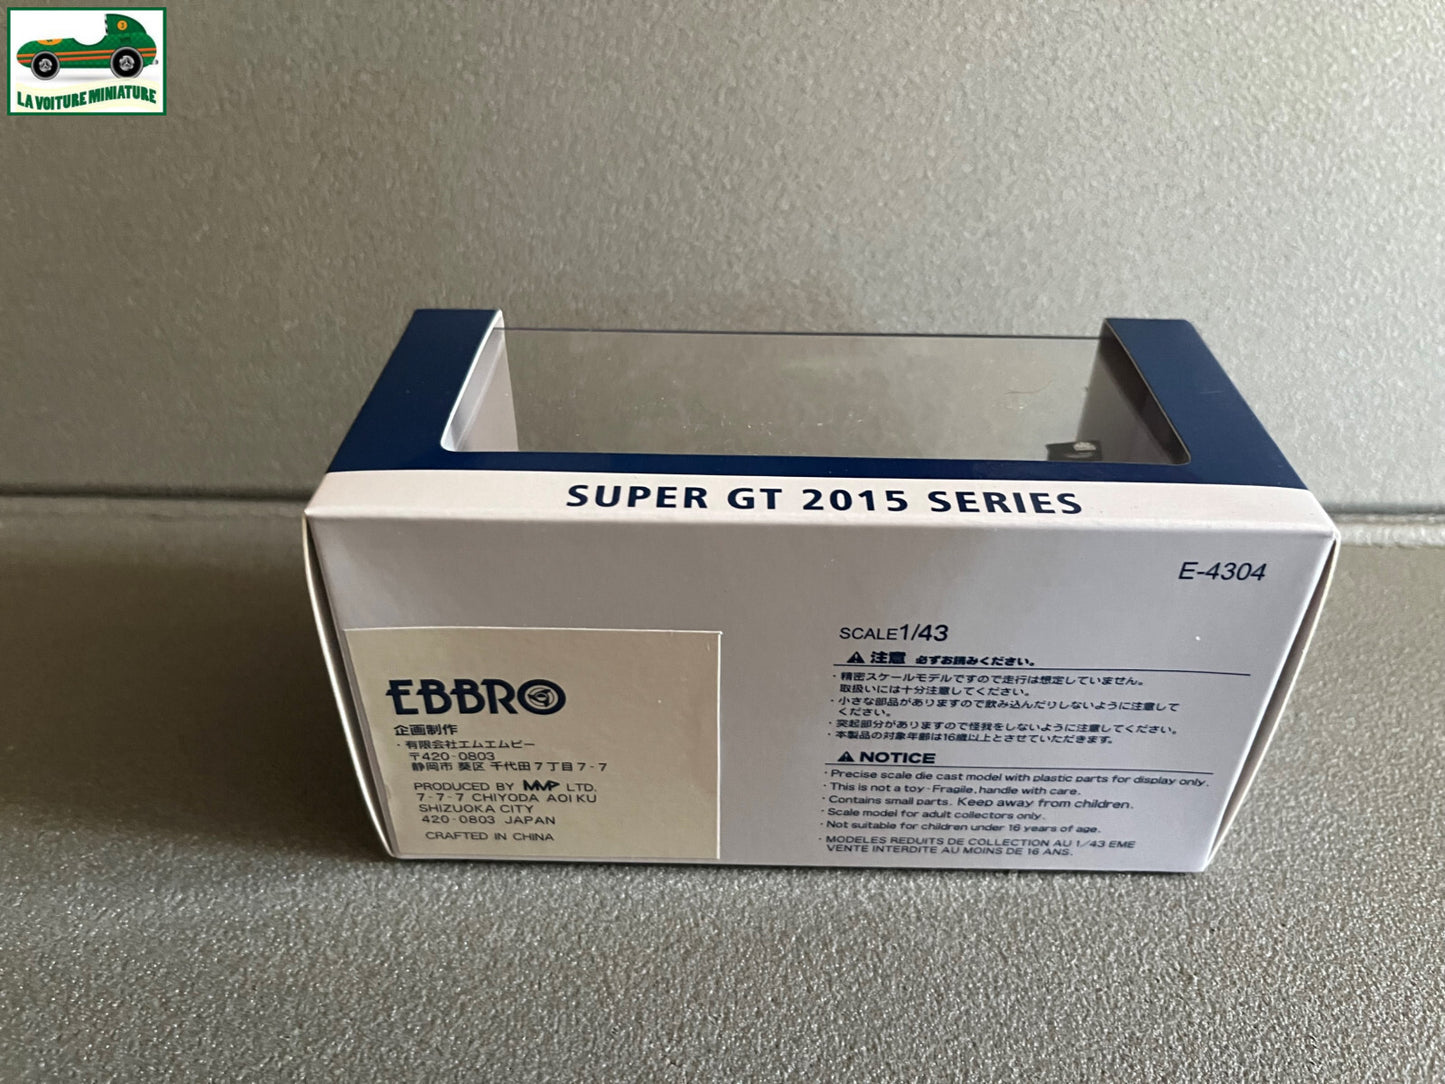 3
LA VOITURE MINIATURE
SUPER GT 2015 SERIES
E-4304
EBBRO
企画制作
・有限会社エムエムピー
〒420-0803
静岡市 葵区 千代田7丁目7-7
PRODUCED BY MMP LTD.
7-7-7 CHIYODA AOI KU
SHIZUOKA CITY
420-0803 JAPAN
CRAFTED IN CHINA
SCALE1/43
注意 必ずお読みください。
・精密スケールモデルですので走行は想定していません。
取扱いには十分注意してください。
・小さな部品がありますので飲み込んだりしないように注意して
ください。
・突起部分がありますので怪我をしないように注意してください。
・本製品の対象年齢は16歳以上とさせていただきます。
NOTICE
・Precise scale die cast model with plastic parts for display only.
・This is not a toy - Fragile, handle with care.
・Contains small parts. Keep away from children.
・Scale model for adult collectors only.
・Not suitable for children under 16 years of age.
・MODELES REDUITS DE COLLECTION AU 1/43 EME
VENTE INTERDITE AU MOINS DE 16 ANS.